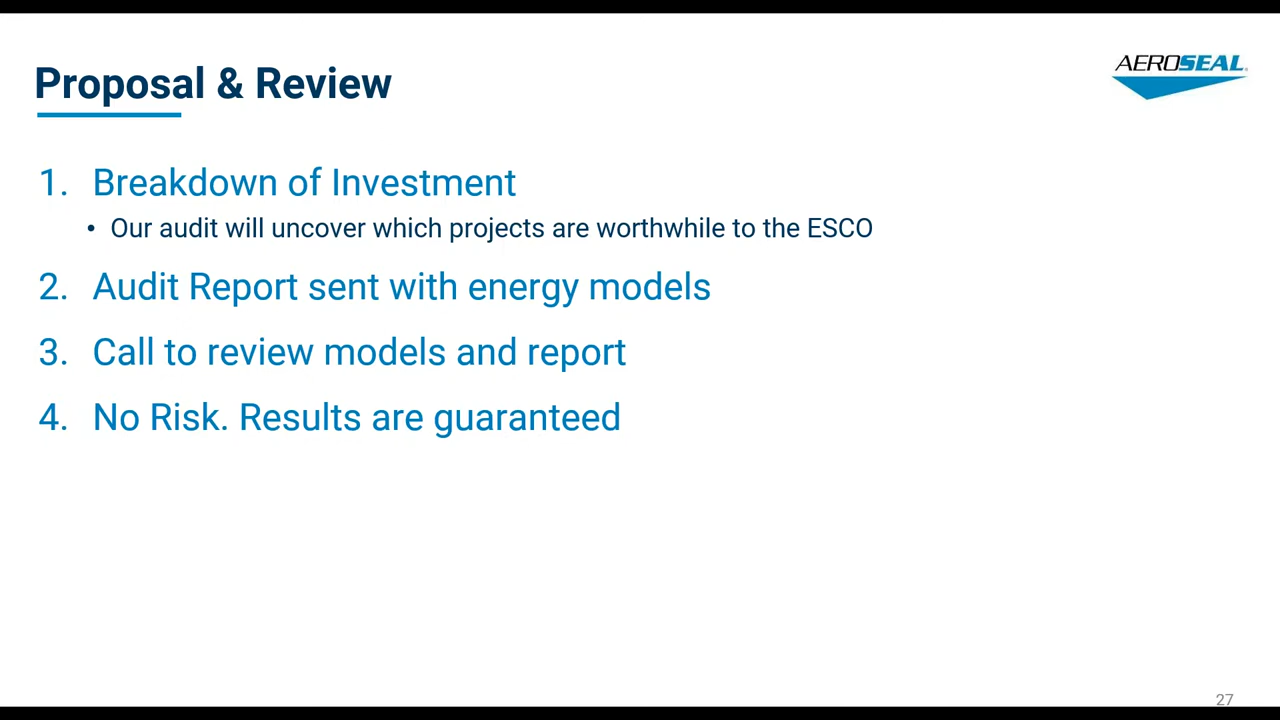 Proposal & Review
AEROSEAL
1. Breakdown of Investment
• Our audit will uncover which projects are worthwhile to the ESCO
2. Audit Report sent with energy models
3. Call to review models and report
4. No Risk. Results are guaranteed
27